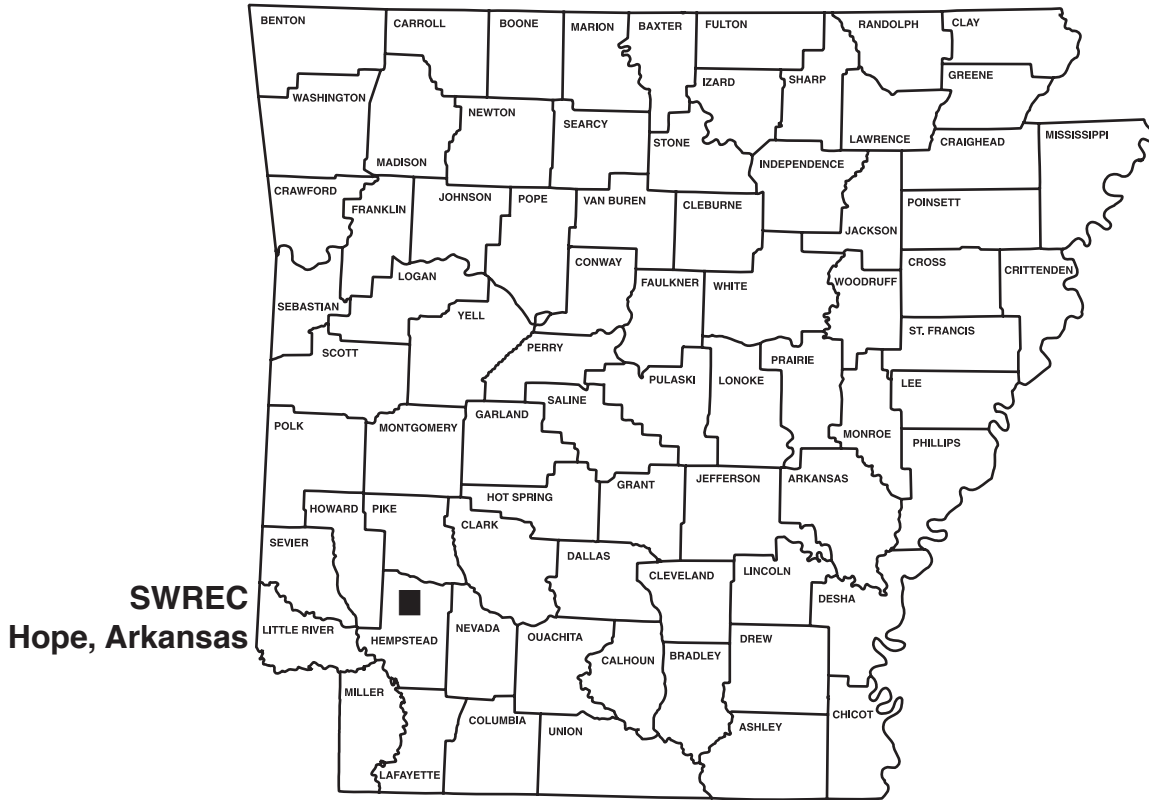 BENTON
CARROLL
BOONE
MARION
BAXTER
FULTON
RANDOLPH
CLAY
WASHINGTON
NEWTON
SEARCY
STONE
IZARD
SHARP
GREENE
LAWRENCE
MISSISSIPPI
MADISON
INDEPENDENCE
CRAIGHEAD
CRAWFORD
FRANKLIN
JOHNSON
POPE
VAN BUREN
CLEBURNE
JACKSON
POINSETT
LOGAN
CONWAY
FAULKNER
WHITE
WOODRUFF
CROSS
CRITTENDEN
SEBASTIAN
YELL
SCOTT
PERRY
PULASKI
LONOKE
PRAIRIE
ST. FRANCIS
LEE
POLK
MONTGOMERY
GARLAND
SALINE
MONROE
PHILLIPS
HOWARD
PIKE
HOT SPRING
GRANT
JEFFERSON
ARKANSAS
SEVIER
CLARK
DALLAS
CLEVELAND
LINCOLN
DESHA
SWREC
Hope, Arkansas
LITTLE RIVER
HEMPSTEAD
NEVADA
OUACHITA
CALHOUN
BRADLEY
DREW
MILLER
LAFAYETTE
COLUMBIA
UNION
ASHLEY
CHICOT